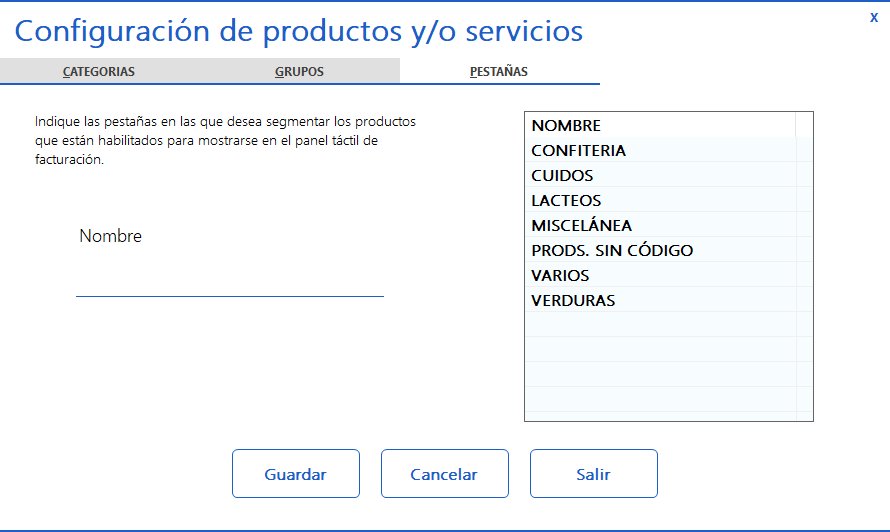 Configuración de productos y/o servicios
x
CATEGORIAS
GRUPOS
PESTAÑAS
Indique las pestañas en las que desea segmentar los productos
que están habilitados para mostrarse en el panel táctil de
facturación.
Nombre
NOMBRE
CONFITERIA
CUIDOS
LACTEOS
MISCELÁNEA
PRODS. SIN CÓDIGO
VARIOS
VERDURAS
Guardar
Cancelar
Salir